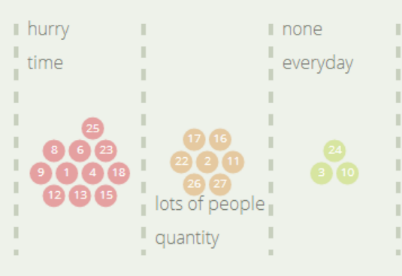 hurry
time
25
8 6 23
9 1 4 18
12 13 15
17 16
22 2 11
26 27
lots of people
quantity
none
everyday
24
3 10